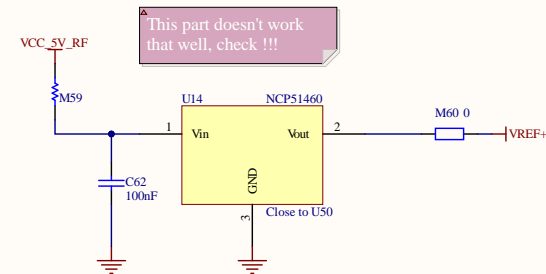 This part doesn't work
that well, check !!!
VCC_5V_RF
M59
U14 NCP51460
M60 0
1 Vin Vout 2
VREF+
C62
100nF
GND
3
Close to U50